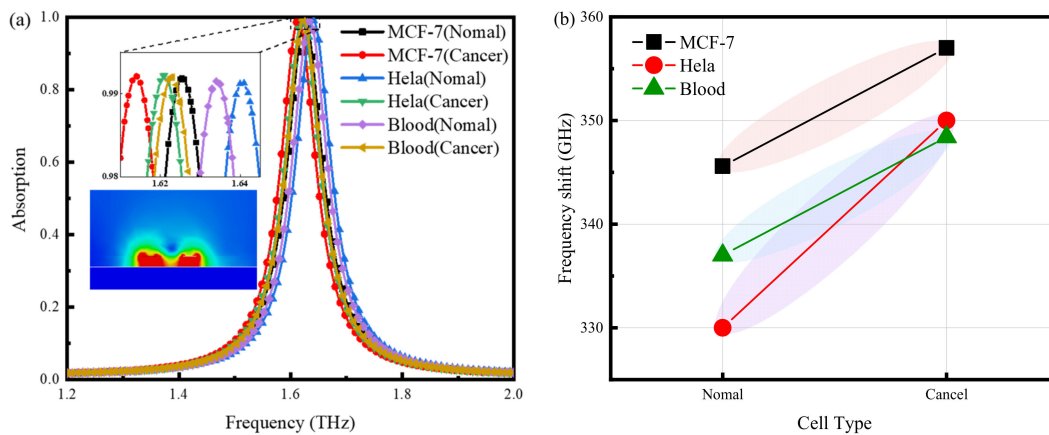 (a)
1.0
0.8
0.6
0.4
0.2
0.0
Absorption
MCF-7(Nomal)
MCF-7(Cancer)
Hela(Nomal)
Hela(Cancer)
Blood(Nomal)
Blood(Cancer)
0.99
0.98
1.62
1.64
1.2
1.4
1.6
1.8
2.0
Frequency (THz)
(b)
360
350
340
330
Frequency shift (GHz)
MCF-7
Hela
Blood
Nomal
Cancel
Cell Type